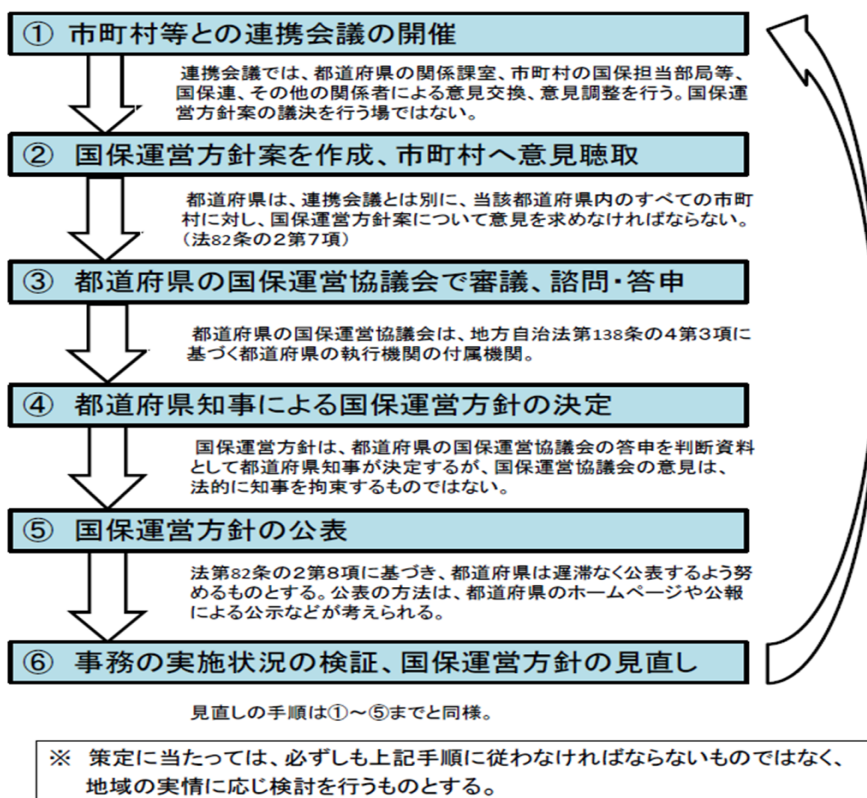 ① 市町村等との連携会議の開催
連携会議では、都道府県の関係課室、市町村の国保担当部局等、
国保連、その他の関係者による意見交換、意見調整を行う。国保運
営方針案の議決を行う場ではない。
② 国保運営方針案を作成、市町村へ意見聴取
都道府県は、連携会議とは別に、当該都道府県内のすべての市町
村に対し、国保運営方針案について意見を求めなければならない。
（法82条の２第７項）
③ 都道府県の国保運営協議会で審議、諮問・答申
都道府県の国保運営協議会は、地方自治法第138条の４第３項に
基づく都道府県の執行機関の付属機関。
④ 都道府県知事による国保運営方針の決定
国保運営方針は、都道府県の国保運営協議会の答申を判断資料
として都道府県知事が決定するが、国保運営協議会の意見は、
法的に知事を拘束するものではない。
⑤ 国保運営方針の公表
法第82条の２第８項に基づき、都道府県は遅滞なく公表するよう努
めるものとする。公表の方法は、都道府県のホームページや公報
による公示などが考えられる。
⑥ 事務の実施状況の検証、国保運営方針の見直し
見直しの手順は①～⑤までと同様。
※ 策定に当たっては、必ずしも上記手順に従わなければならないものではなく、
地域の実情に応じ検討を行うものとする。